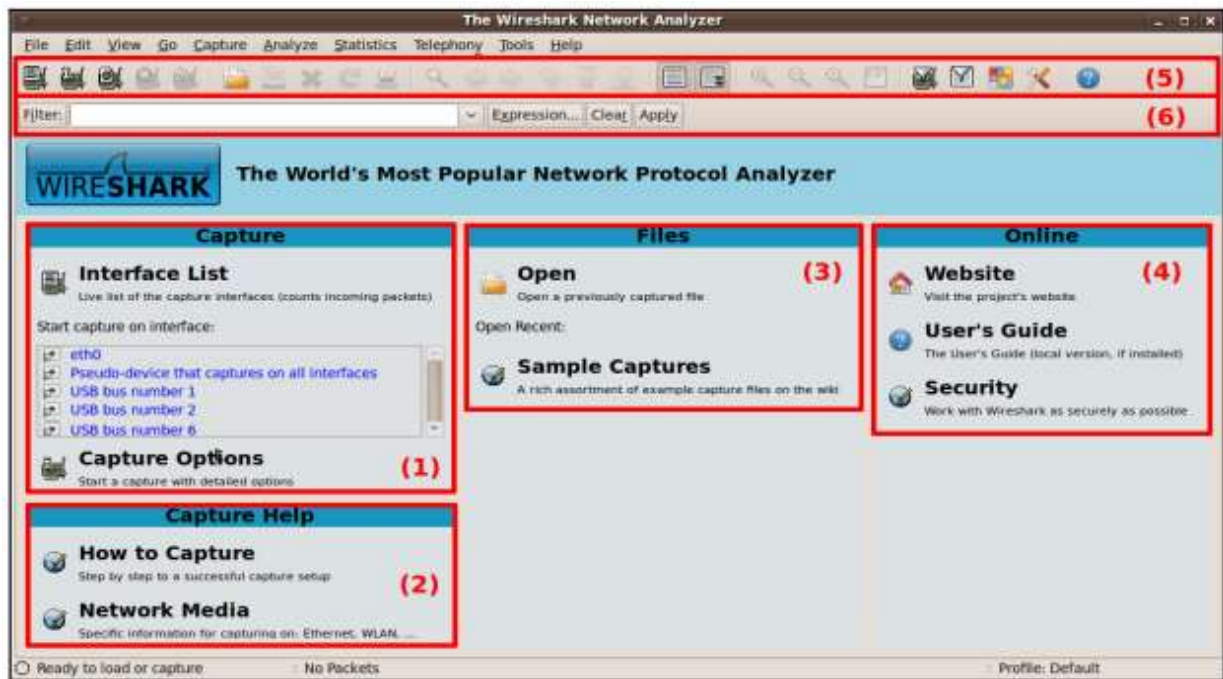 The Wireshark Network Analyzer
File Edit View Go Capture Analyze Statistics Telephony Tools Help
(5)
Filter: Expression... Clear Apply
(6)
WIRESHARK The World's Most Popular Network Protocol Analyzer
Capture
Interface List
Live list of the capture interfaces (counts incoming packets)
Start capture on interface:
eth0
Pseudo-device that captures on all interfaces
USB bus number 1
USB bus number 2
USB bus number 6
Capture Options
Start a capture with detailed options
(1)
Capture Help
How to Capture
Step by step to a successful capture setup
(2)
Network Media
Specific information for capturing on: Ethernet, WLAN, ...
Files
Open
(3)
Open a previously captured file
Open Recent:
Sample Captures
A rich assortment of example capture files on the wiki
Online
Website
(4)
Visit the project's website
User's Guide
The User's Guide (local version, if installed)
Security
Work with Wireshark as securely as possible
Ready to load or capture
No Packets
Profile: Default